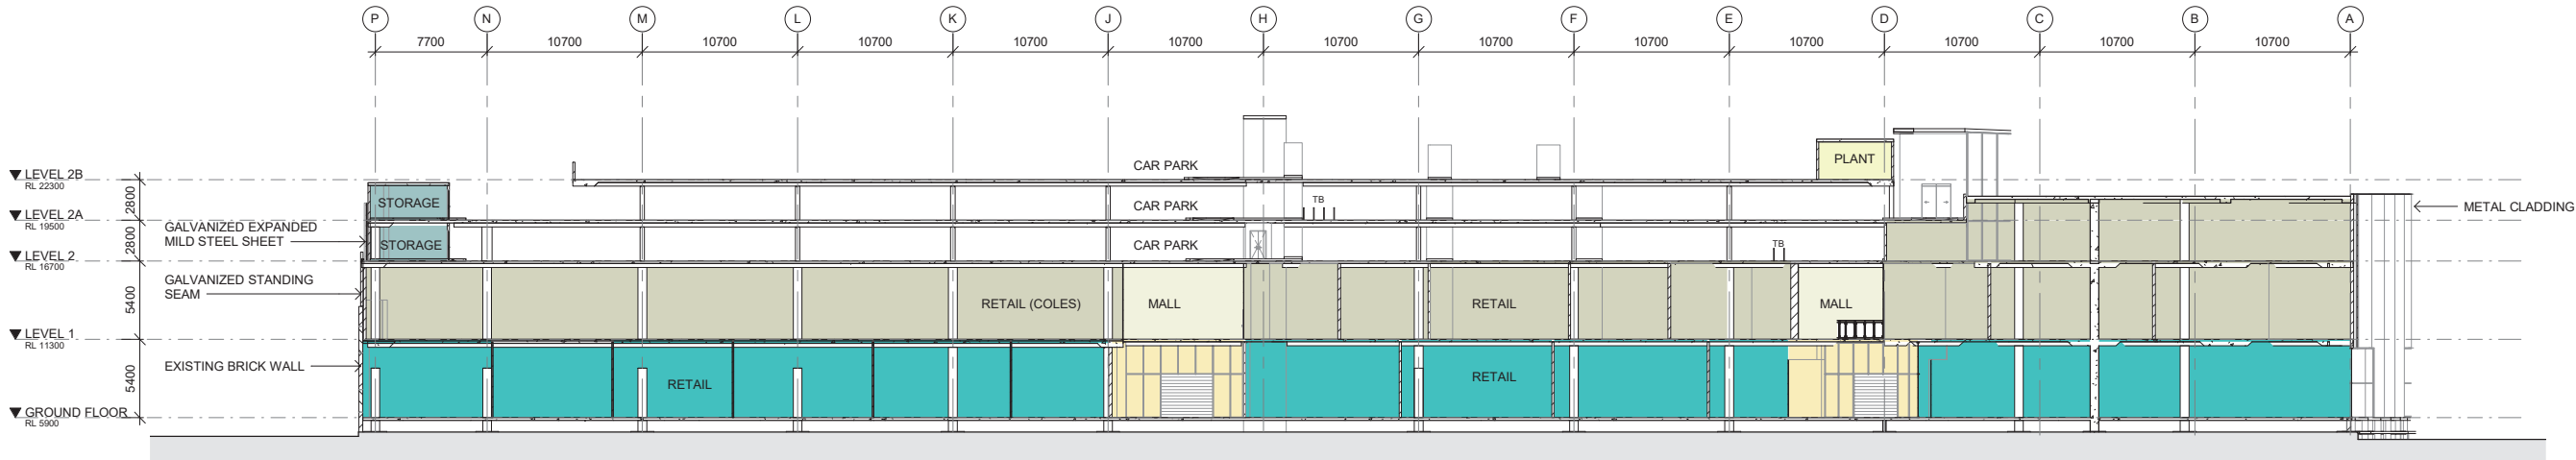 P N M L K J H G F E D C B A
7700 10700 10700 10700 10700 10700 10700 10700 10700 10700 10700 10700 10700
CAR PARK
PLANT
LEVEL 2B
RL 22300
2800
STORAGE
CAR PARK
TB
METAL CLADDING
LEVEL 2A
RL 19500
GALVANIZED EXPANDED
MILD STEEL SHEET
2800
STORAGE
CAR PARK
TB
LEVEL 2
RL 16700
GALVANIZED STANDING
SEAM
5400
RETAIL (COLES)
MALL
RETAIL
MALL
LEVEL 1
RL 11300
EXISTING BRICK WALL
5400
RETAIL
RETAIL
GROUND FLOOR
RL 5900